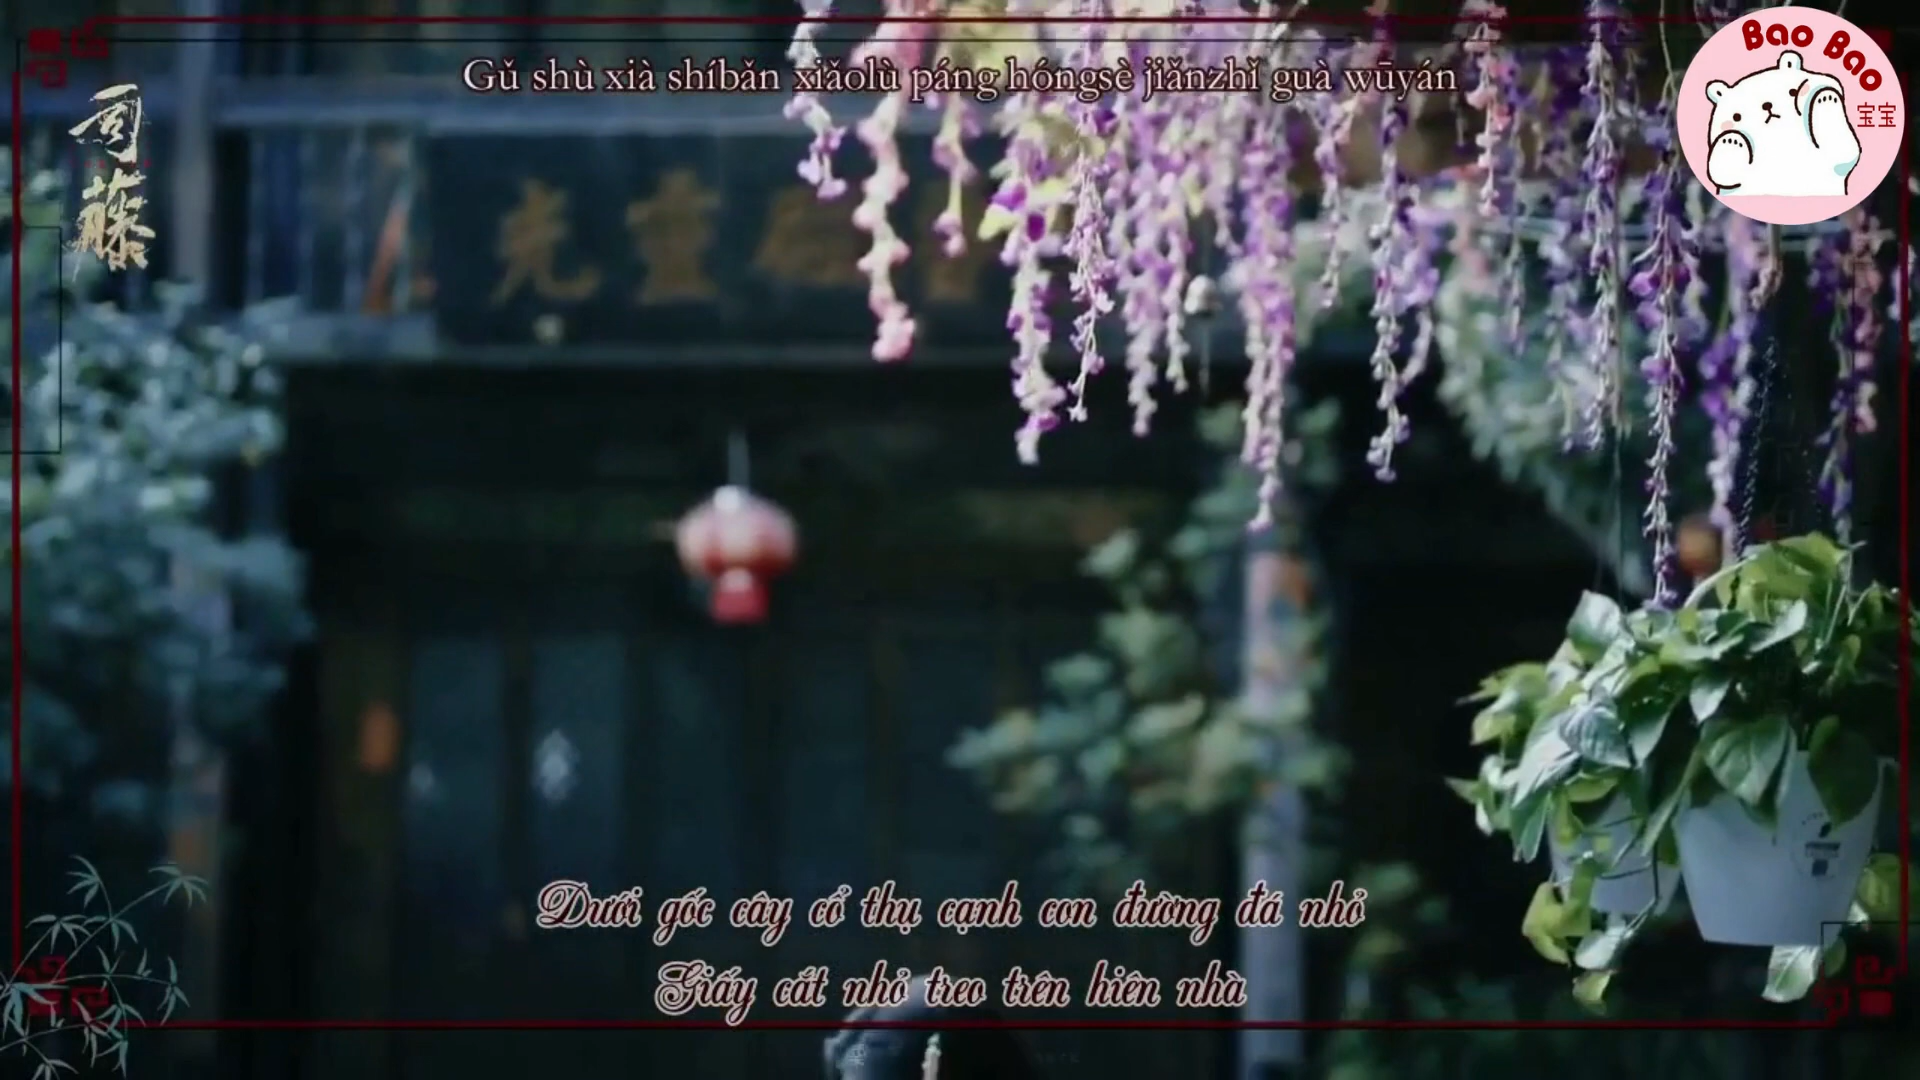 Gǔ shù xià shíbǎn xiǎolù páng hóngsè jiǎnzhǐ guà wūyán
Bao Bao
宝宝
司藤
Dưới gốc cây cổ thụ cạnh con đường đá nhỏ
Giấy cắt nhỏ treo trên hiên nhà